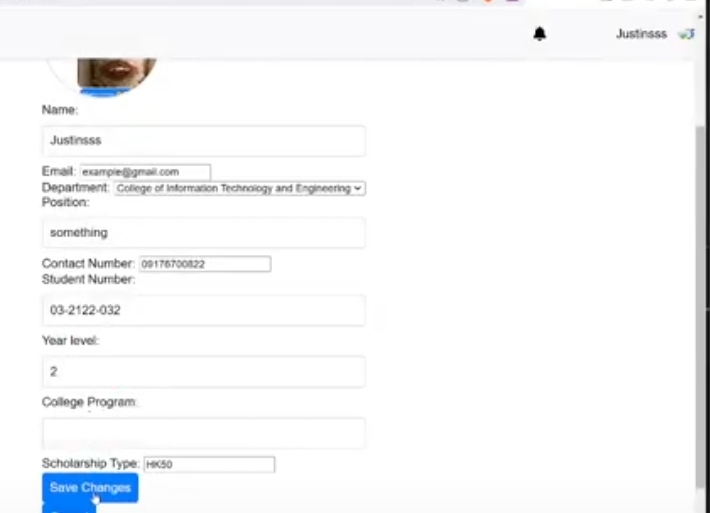 Justinsss
Name:
Justinsss
Email: example@gmail.com
Department: College of Information Technology and Engineering
Position:
something
Contact Number: 09176700822
Student Number:
03-2122-032
Year level:
2
College Program:
Scholarship Type: HK50
Save Changes